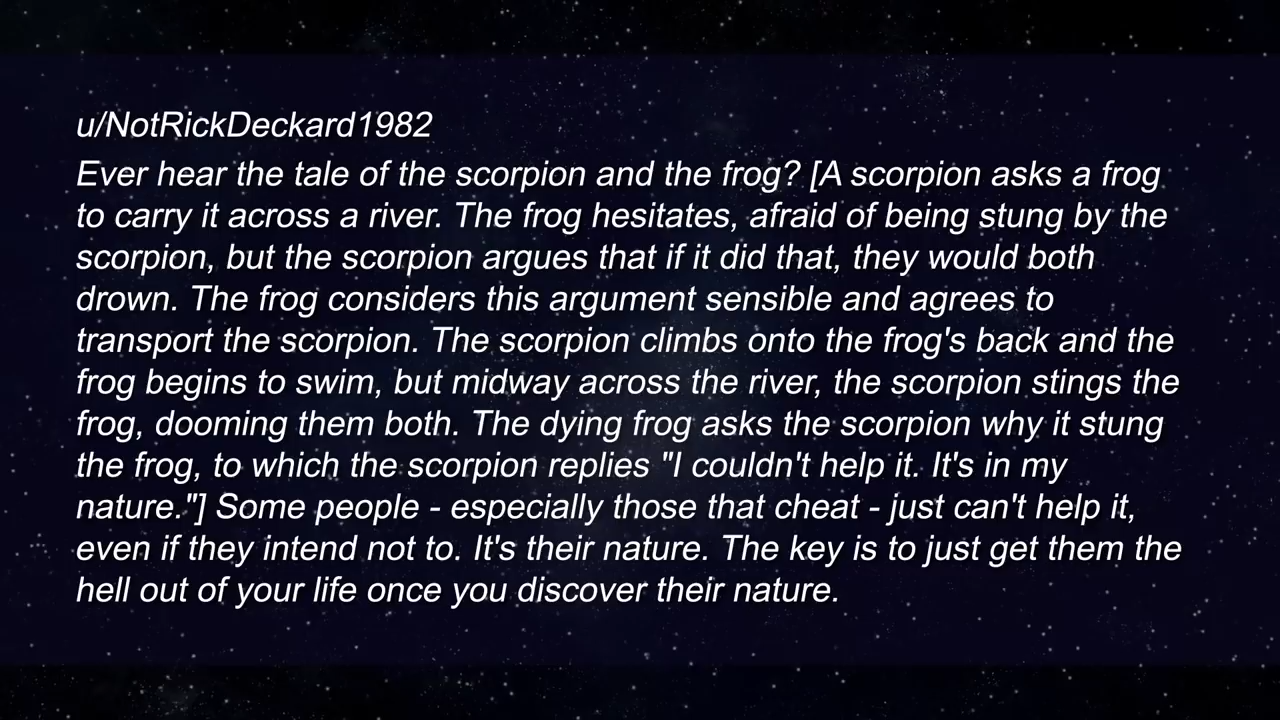 u/NotRickDeckard1982
Ever hear the tale of the scorpion and the frog? [A scorpion asks a frog
to carry it across a river. The frog hesitates, afraid of being stung by the
scorpion, but the scorpion argues that if it did that, they would both
drown. The frog considers this argument sensible and agrees to
transport the scorpion. The scorpion climbs onto the frog's back and the
frog begins to swim, but midway across the river, the scorpion stings the
frog, dooming them both. The dying frog asks the scorpion why it stung
the frog, to which the scorpion replies "I couldn't help it. It's in my
nature."] Some people - especially those that cheat - just can't help it,
even if they intend not to. It's their nature. The key is to just get them the
hell out of your life once you discover their nature.